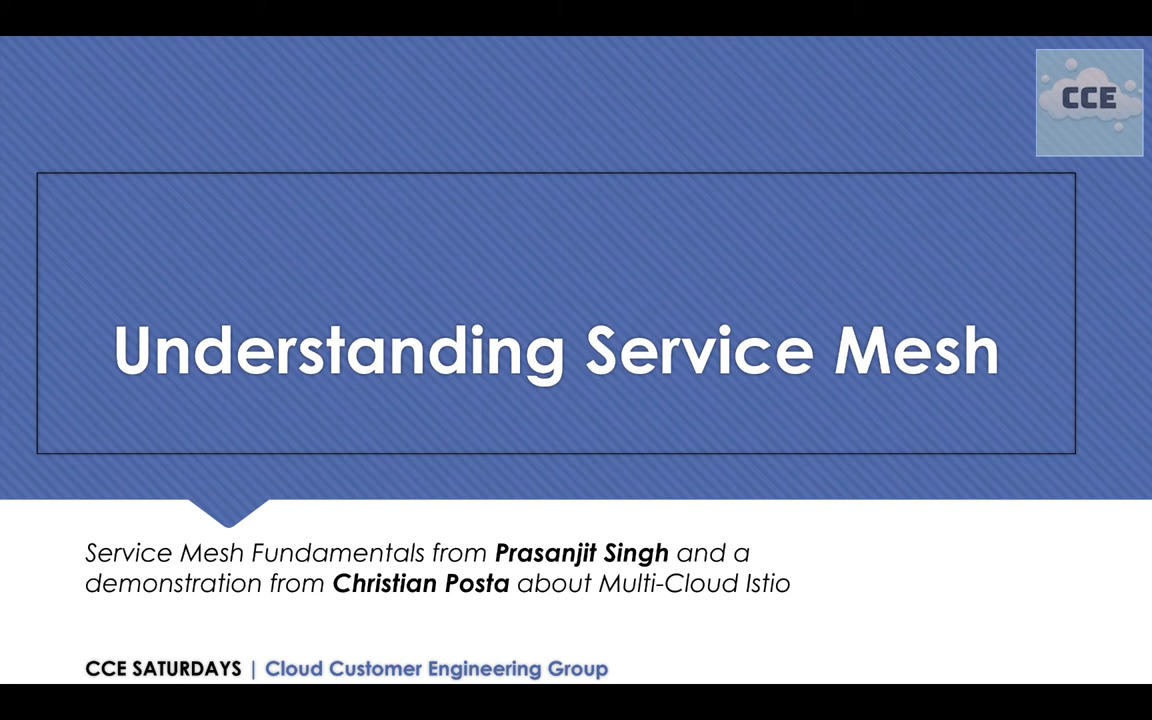 CCE
Understanding Service Mesh
Service Mesh Fundamentals from Prasanjit Singh and a
demonstration from Christian Posta about Multi-Cloud Istio
CCE SATURDAYS | Cloud Customer Engineering Group